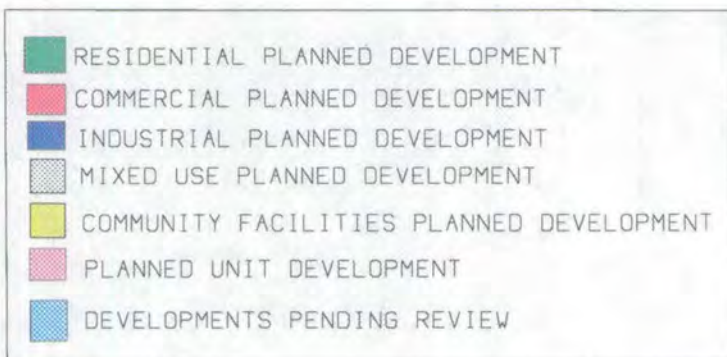 RESIDENTIAL PLANNED DEVELOPMENT
COMMERCIAL PLANNED DEVELOPMENT
INDUSTRIAL PLANNED DEVELOPMENT
MIXED USE PLANNED DEVELOPMENT
COMMUNITY FACILITIES PLANNED DEVELOPMENT
PLANNED UNIT DEVELOPMENT
DEVELOPMENTS PENDING REVIEW